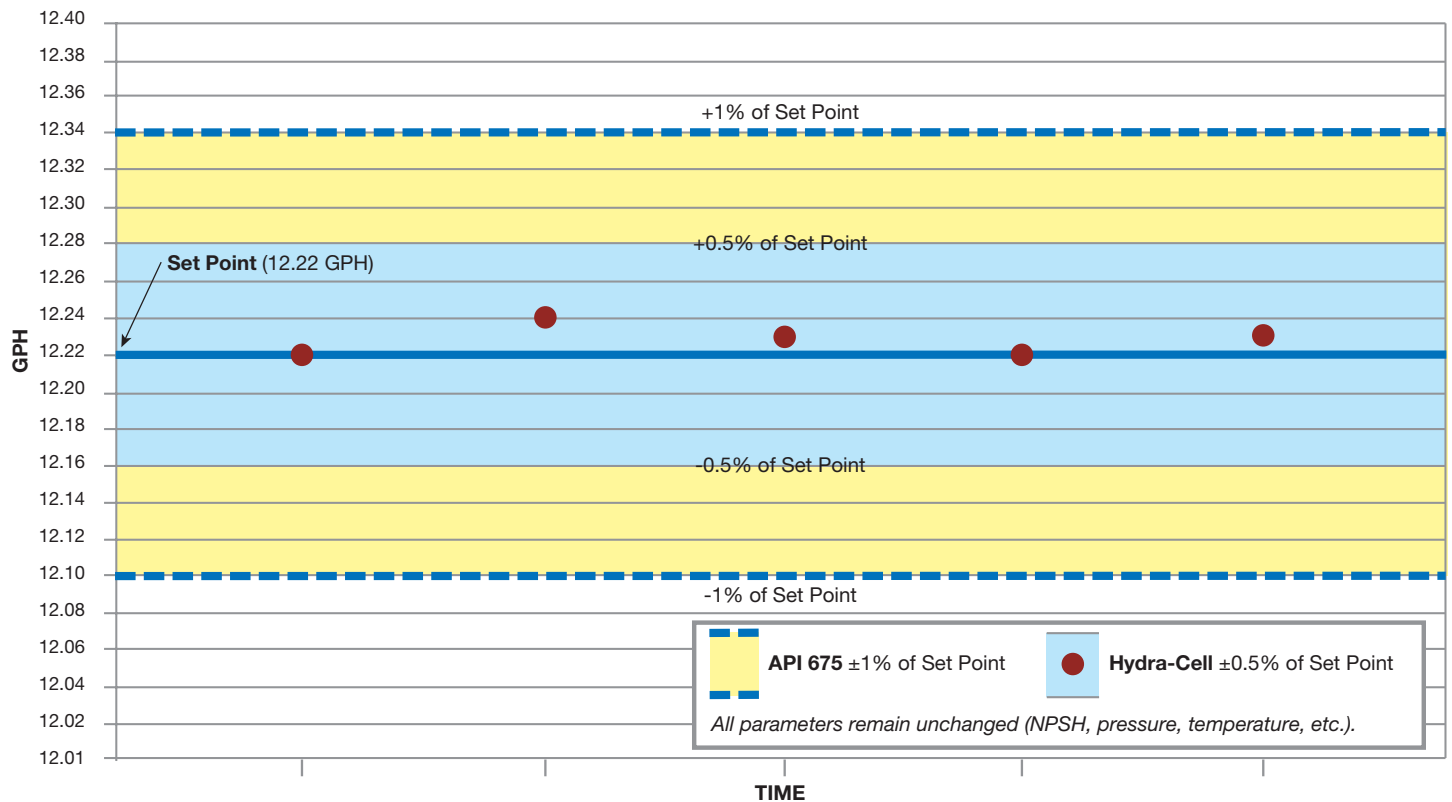 12.40
12.38
12.36
+1% of Set Point
12.34
12.32
12.30
12.28
+0.5% of Set Point
Set Point (12.22 GPH)
12.26
12.24
GPH
12.22
12.20
12.18
12.16
-0.5% of Set Point
12.14
12.12
12.10
-1% of Set Point
12.08
12.06
API 675 ±1% of Set Point
Hydra-Cell ±0.5% of Set Point
12.04
12.02
All parameters remain unchanged (NPSH, pressure, temperature, etc.).
12.01
TIME